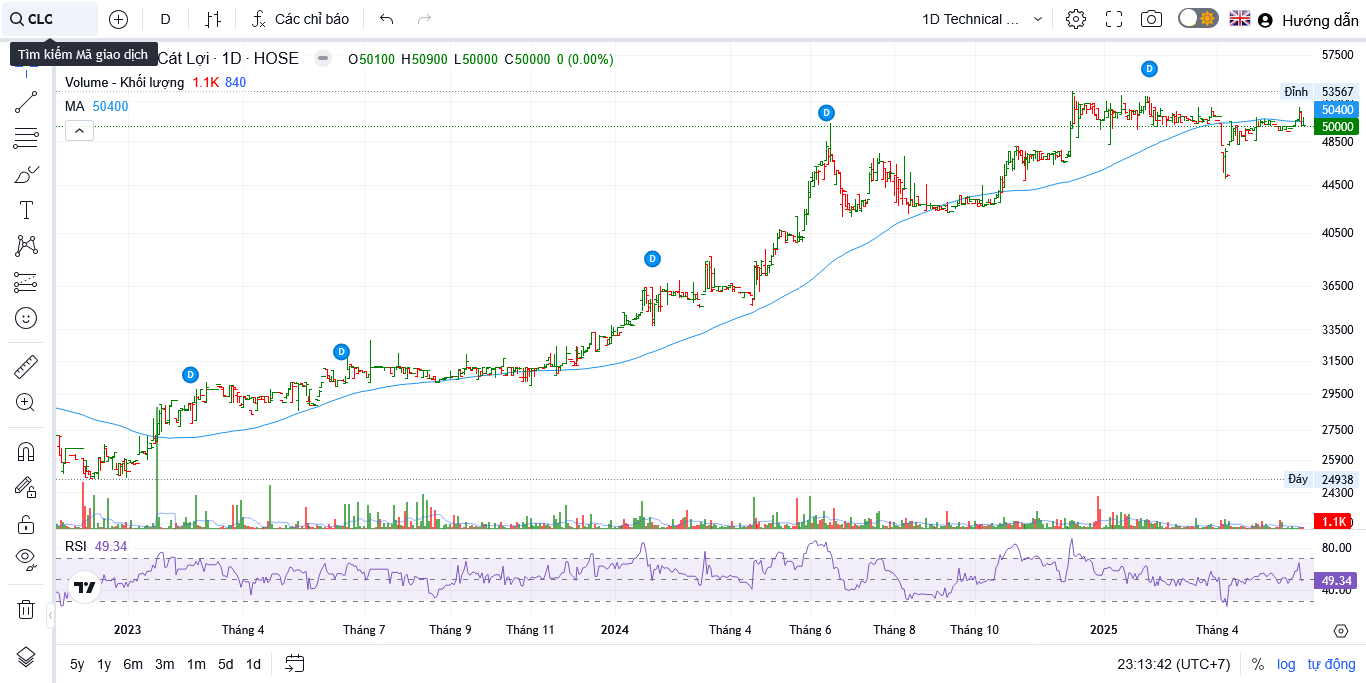 CLC
D
Các chỉ báo
1D Technical ...
Hướng dẫn
Tìm kiếm Mã giao dịch
Cát Lợi · 1D · HOSE
O50100 H50900 L50000 C50000 0 (0.00%)
Volume - Khối lượng 1.1K 840
MA 50400
57500
Đỉnh 53567
50400
50000
48500
44500
40500
36500
33500
31500
29500
27500
25900
Đáy 24938
24300
1.1K
D
D
D
D
D
RSI 49.34
80.00
49.34
40.00
2023
Tháng 4
Tháng 7
Tháng 9
Tháng 11
2024
Tháng 4
Tháng 6
Tháng 8
Tháng 10
2025
Tháng 4
5y 1y 6m 3m 1m 5d 1d
23:13:42 (UTC+7)
% log tự động